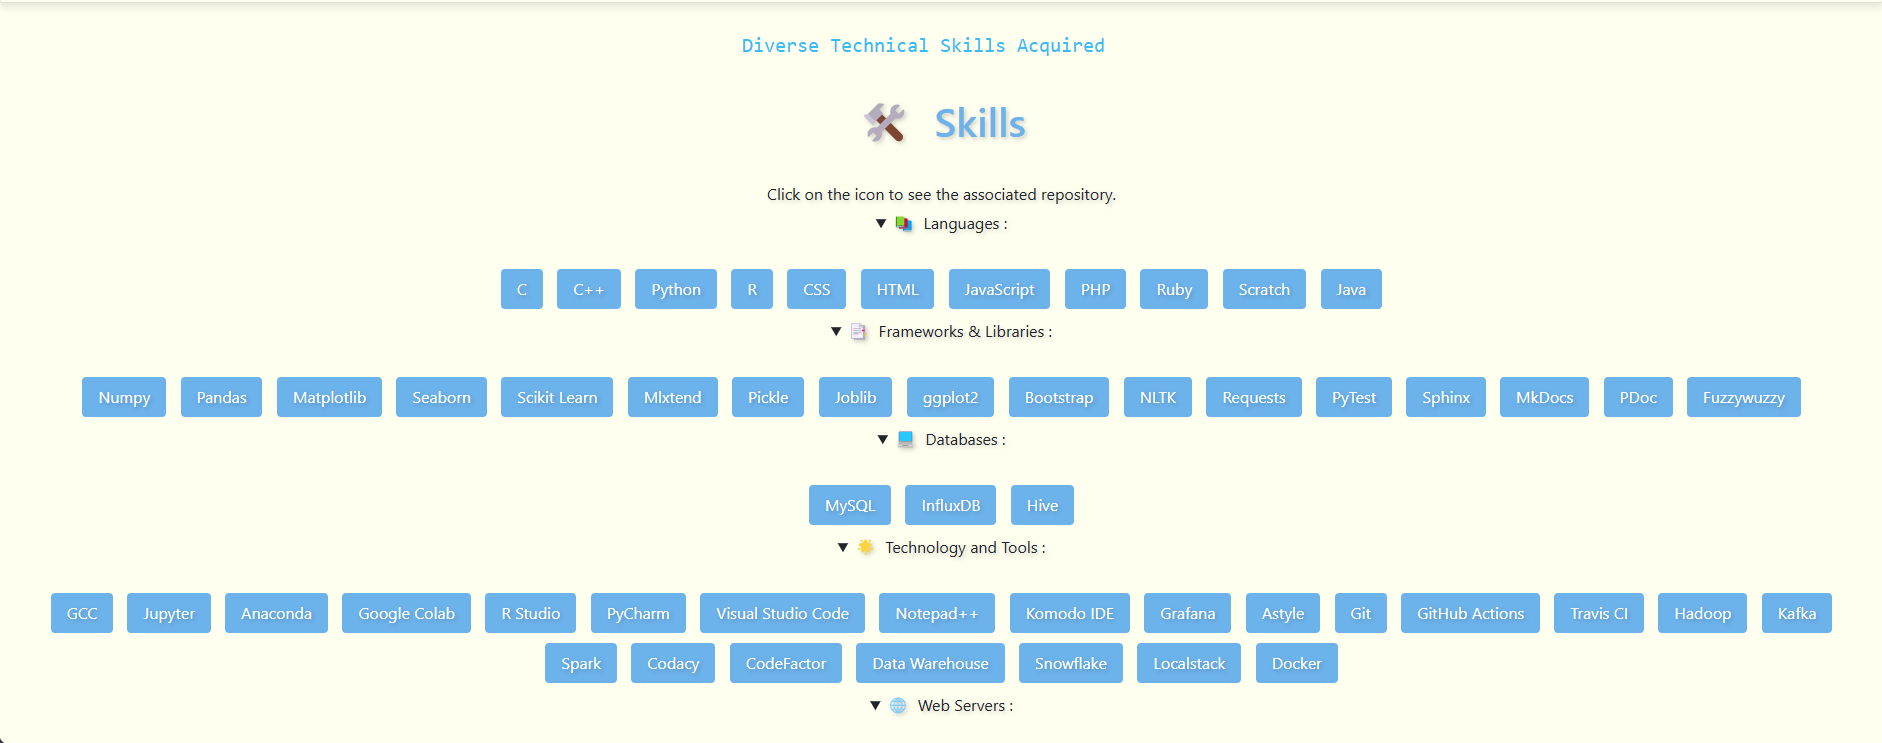 Diverse Technical Skills Acquired
Skills
Click on the icon to see the associated repository.
Languages :
C C++ Python R CSS HTML JavaScript PHP Ruby Scratch Java
Frameworks & Libraries :
Numpy Pandas Matplotlib Seaborn Scikit Learn Mlxtend Pickle Joblib ggplot2 Bootstrap NLTK Requests PyTest Sphinx MkDocs PDoc Fuzzywuzzy
Databases :
MySQL InfluxDB Hive
Technology and Tools :
GCC Jupyter Anaconda Google Colab R Studio PyCharm Visual Studio Code Notepad++ Komodo IDE Grafana Astyle Git GitHub Actions Travis CI Hadoop Kafka
Spark Codacy CodeFactor Data Warehouse Snowflake Localstack Docker
Web Servers :